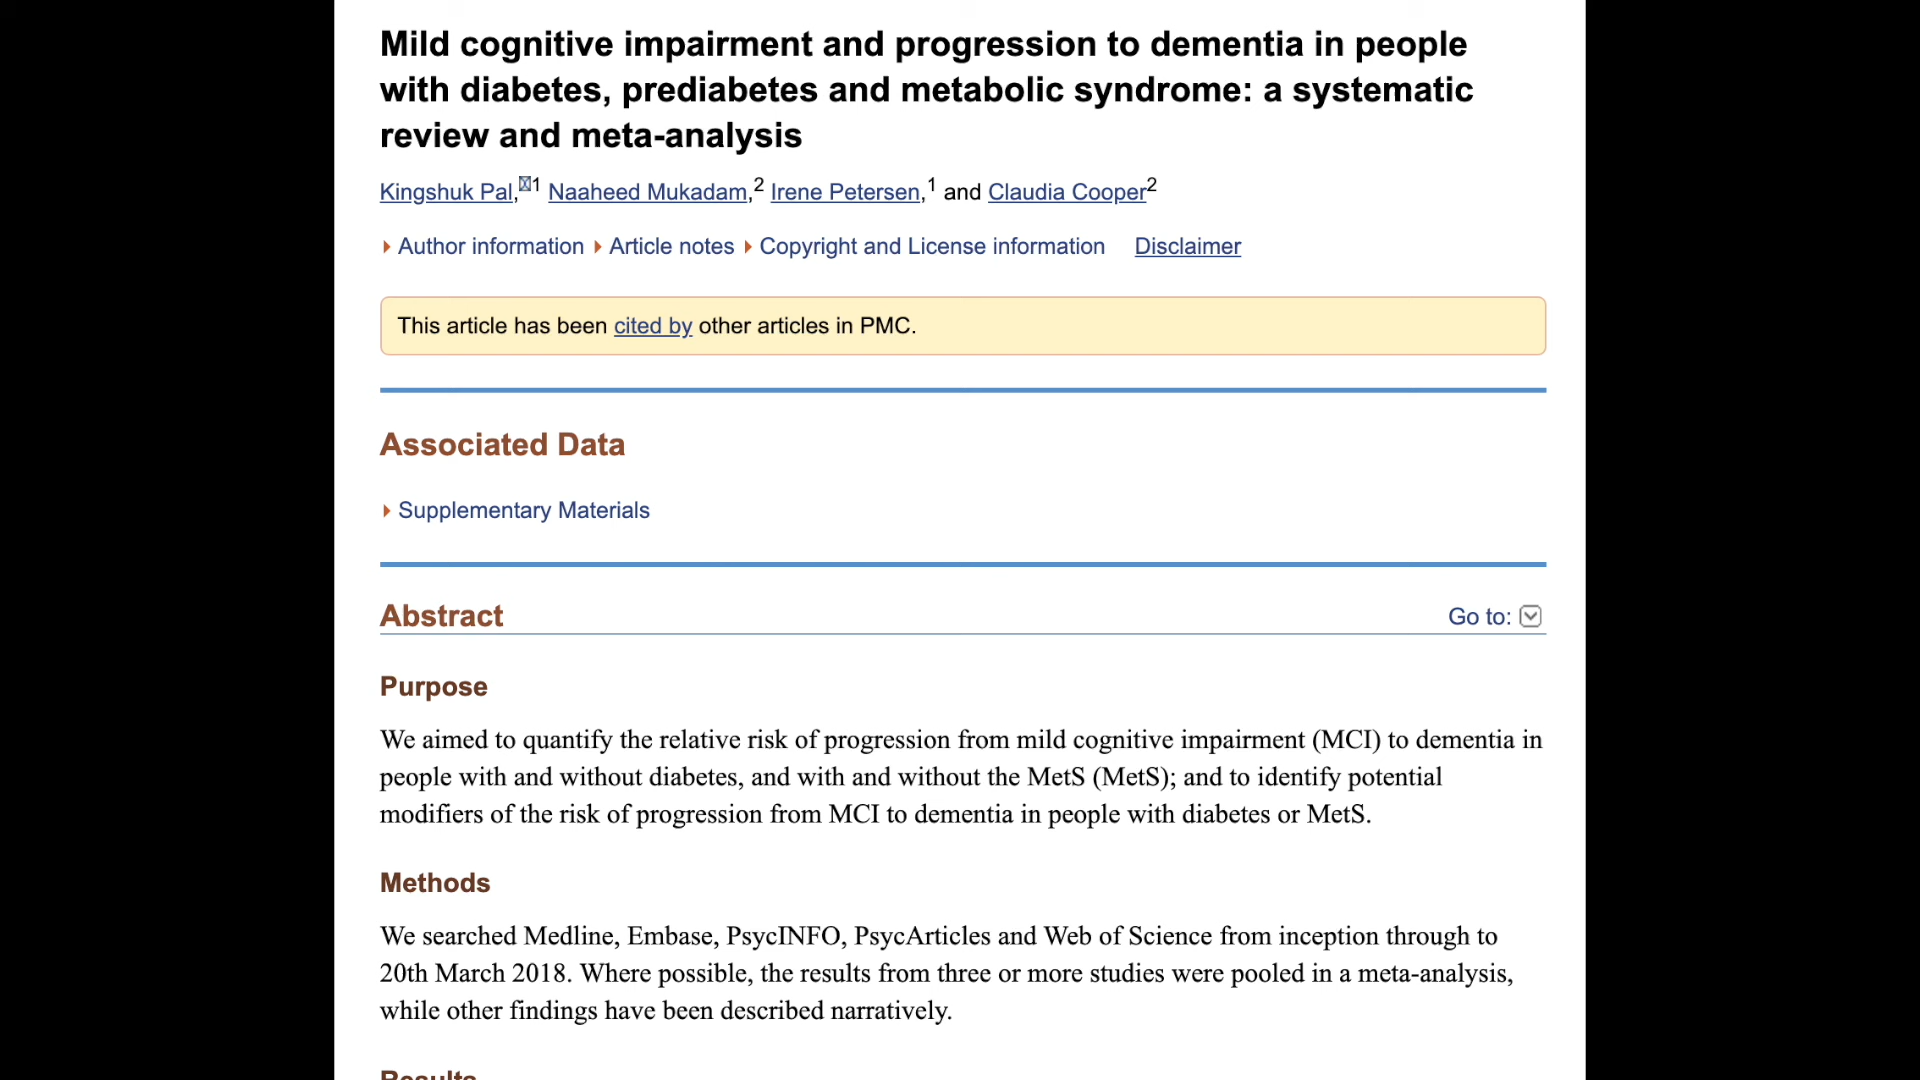 Mild cognitive impairment and progression to dementia in people
with diabetes, prediabetes and metabolic syndrome: a systematic
review and meta-analysis
Kingshuk Pal,1 Naaheed Mukadam,2 Irene Petersen,1 and Claudia Cooper2
Author information Article notes Copyright and License information Disclaimer
This article has been cited by other articles in PMC.
Associated Data
Supplementary Materials
Abstract Go to:
Purpose
We aimed to quantify the relative risk of progression from mild cognitive impairment (MCI) to dementia in
people with and without diabetes, and with and without the MetS (MetS); and to identify potential
modifiers of the risk of progression from MCI to dementia in people with diabetes or MetS.
Methods
We searched Medline, Embase, PsycINFO, PsycArticles and Web of Science from inception through to
20th March 2018. Where possible, the results from three or more studies were pooled in a meta-analysis,
while other findings have been described narratively.
Results